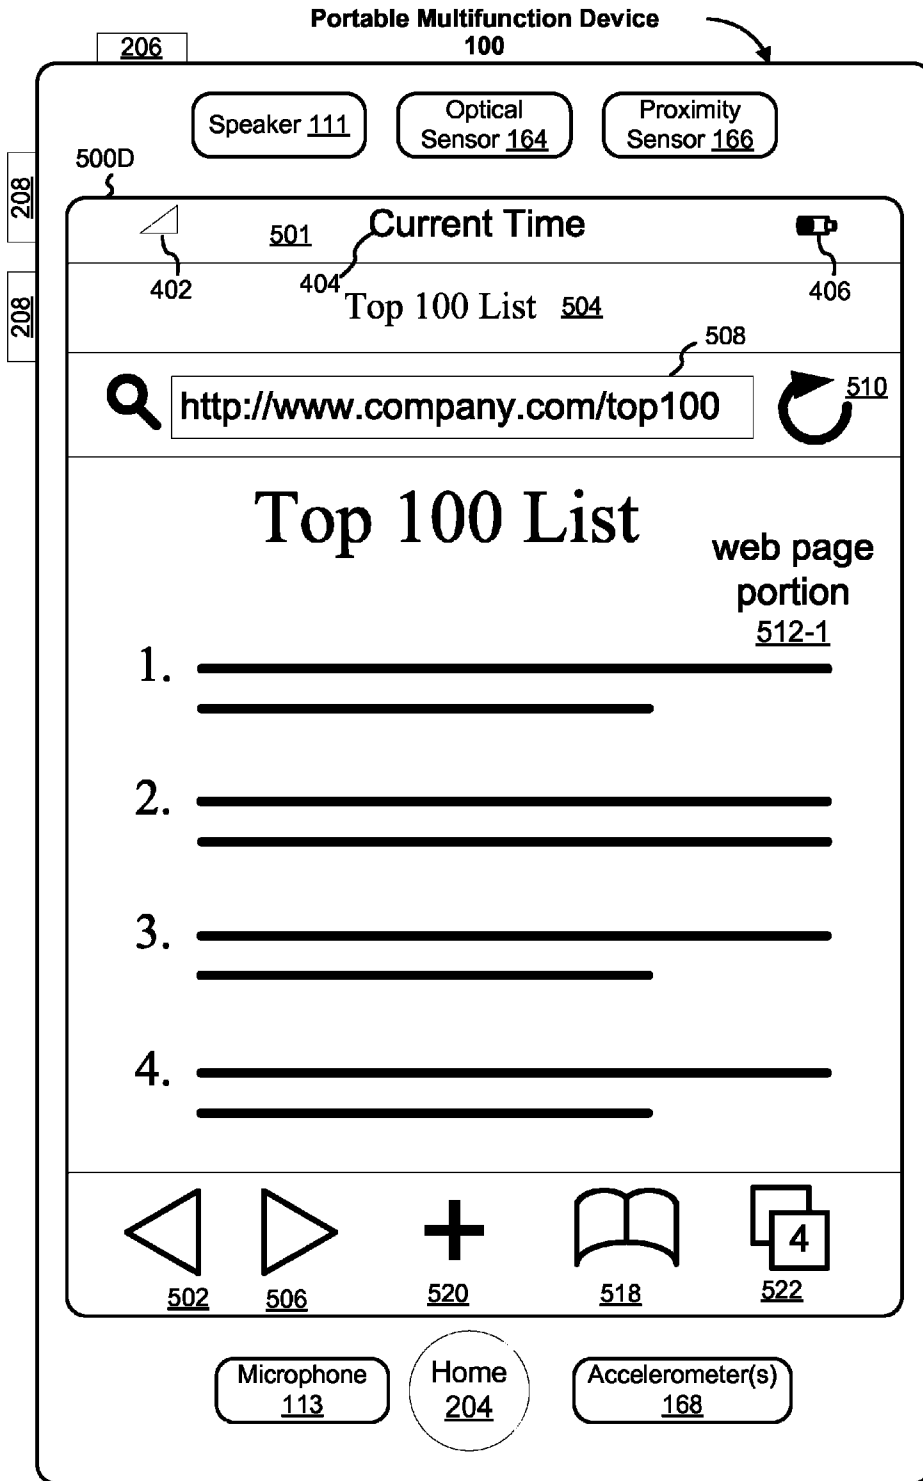 Portable Multifunction Device
100
206
Speaker 111
Optical
Sensor 164
Proximity
Sensor 166
500D
208
208
501
Current Time
402
404
406
Top 100 List 504
508
http://www.company.com/top100
510
Top 100 List
web page
portion
512-1
1.
2.
3.
4.
4
502
506
520
518
522
Microphone
113
Home
204
Accelerometer(s)
168